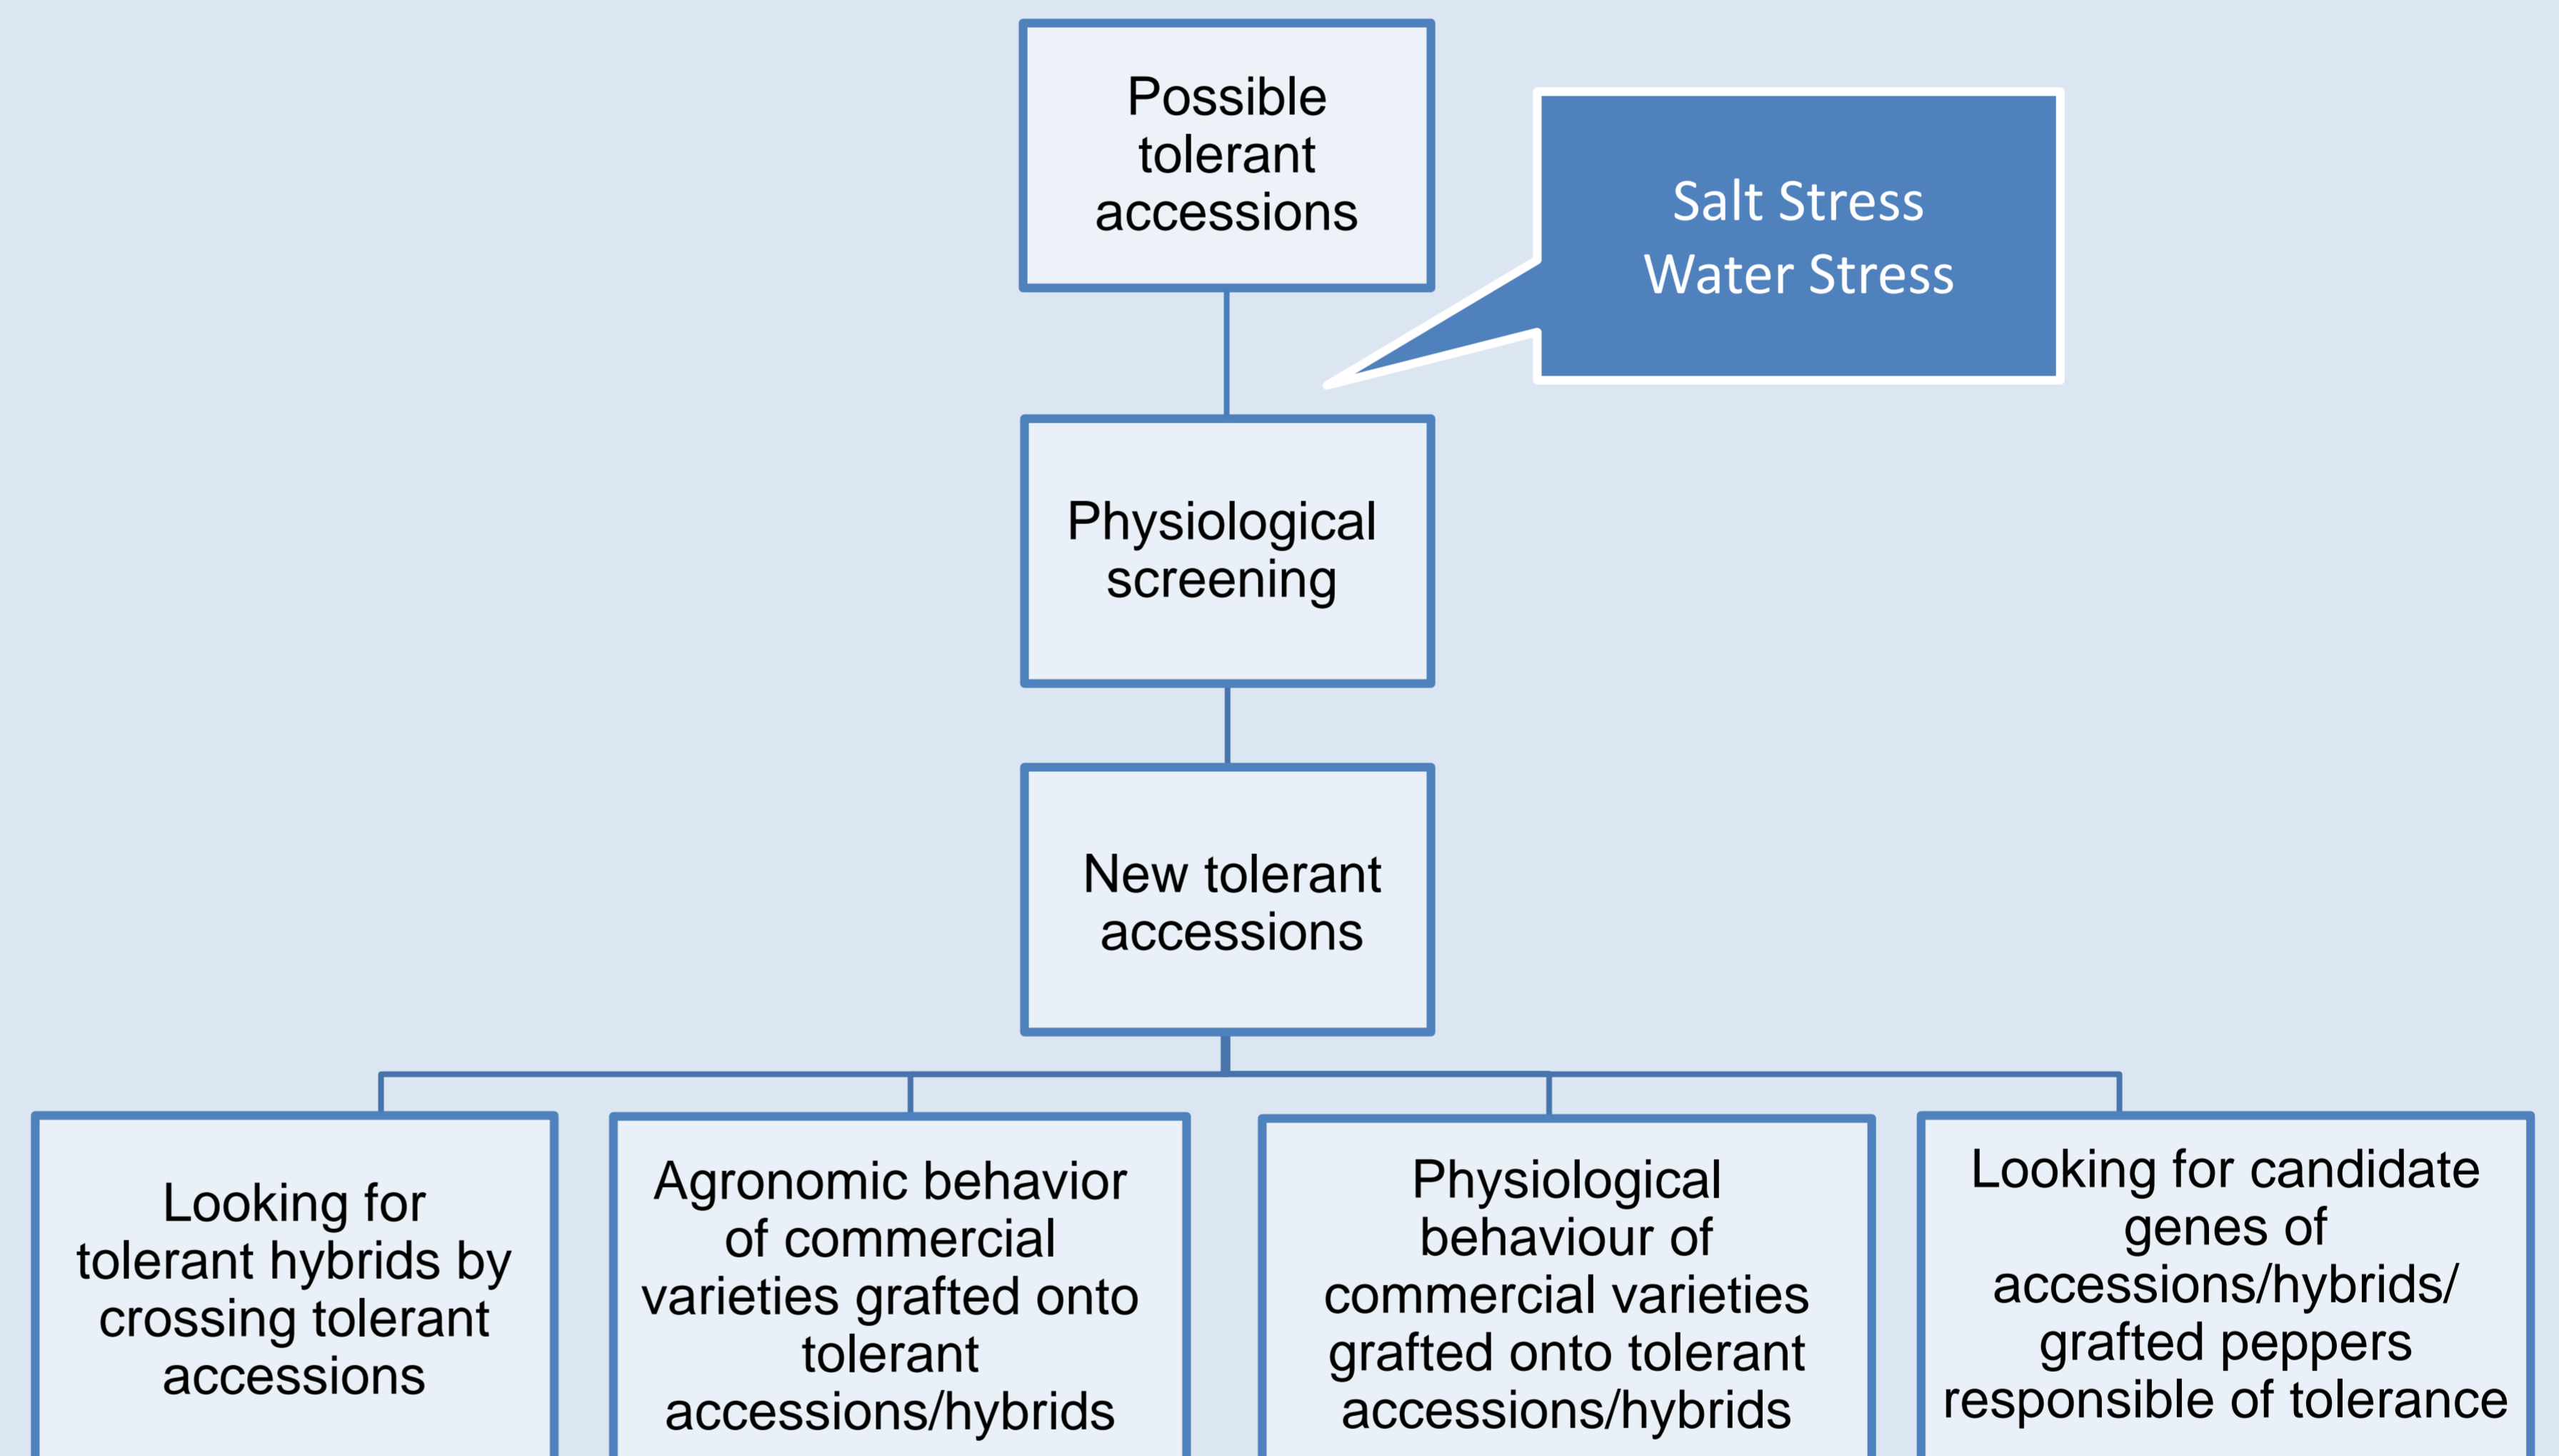 Possible
tolerant
accessions
Salt Stress
Water Stress
Physiological
screening
New tolerant
accessions
Looking for
tolerant hybrids by
crossing tolerant
accessions
Agronomic behavior
of commercial
varieties grafted onto
tolerant
accessions/hybrids
Physiological
behaviour of
commercial varieties
grafted onto tolerant
accessions/hybrids
Looking for candidate
genes of
accessions/hybrids/
grafted peppers
responsible of tolerance